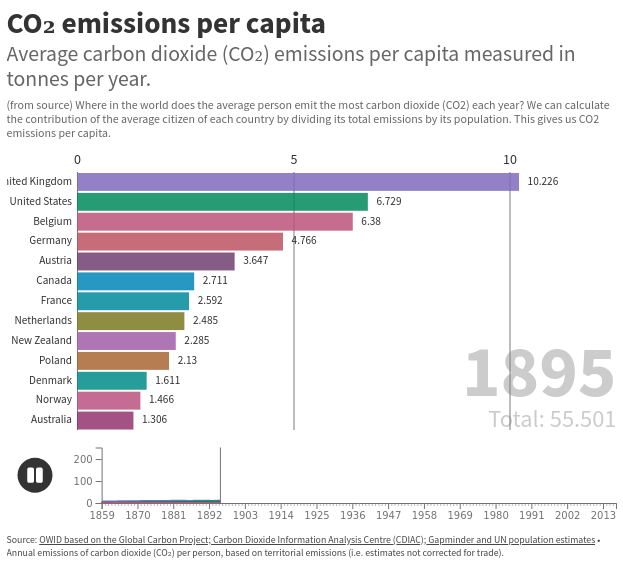 CO₂ emissions per capita
Average carbon dioxide (CO₂) emissions per capita measured in
tonnes per year.
(from source) Where in the world does the average person emit the most carbon dioxide (CO2) each year? We can calculate
the contribution of the average citizen of each country by dividing its total emissions by its population. This gives us CO2
emissions per capita.
0 5 10
nited Kingdom 10.226
United States 6.729
Belgium 6.38
Germany 4.766
Austria 3.647
Canada 2.711
France 2.592
Netherlands 2.485
New Zealand 2.285
Poland 2.13
Denmark 1.611
Norway 1.466
Australia 1.306
1895
Total: 55.501
200
100
0
1859 1870 1881 1892 1903 1914 1925 1936 1947 1958 1969 1980 1991 2002 2013
Source: OWID based on the Global Carbon Project; Carbon Dioxide Information Analysis Centre (CDIAC); Gapminder and UN population estimates •
Annual emissions of carbon dioxide (CO₂) per person, based on territorial emissions (i.e. estimates not corrected for trade).